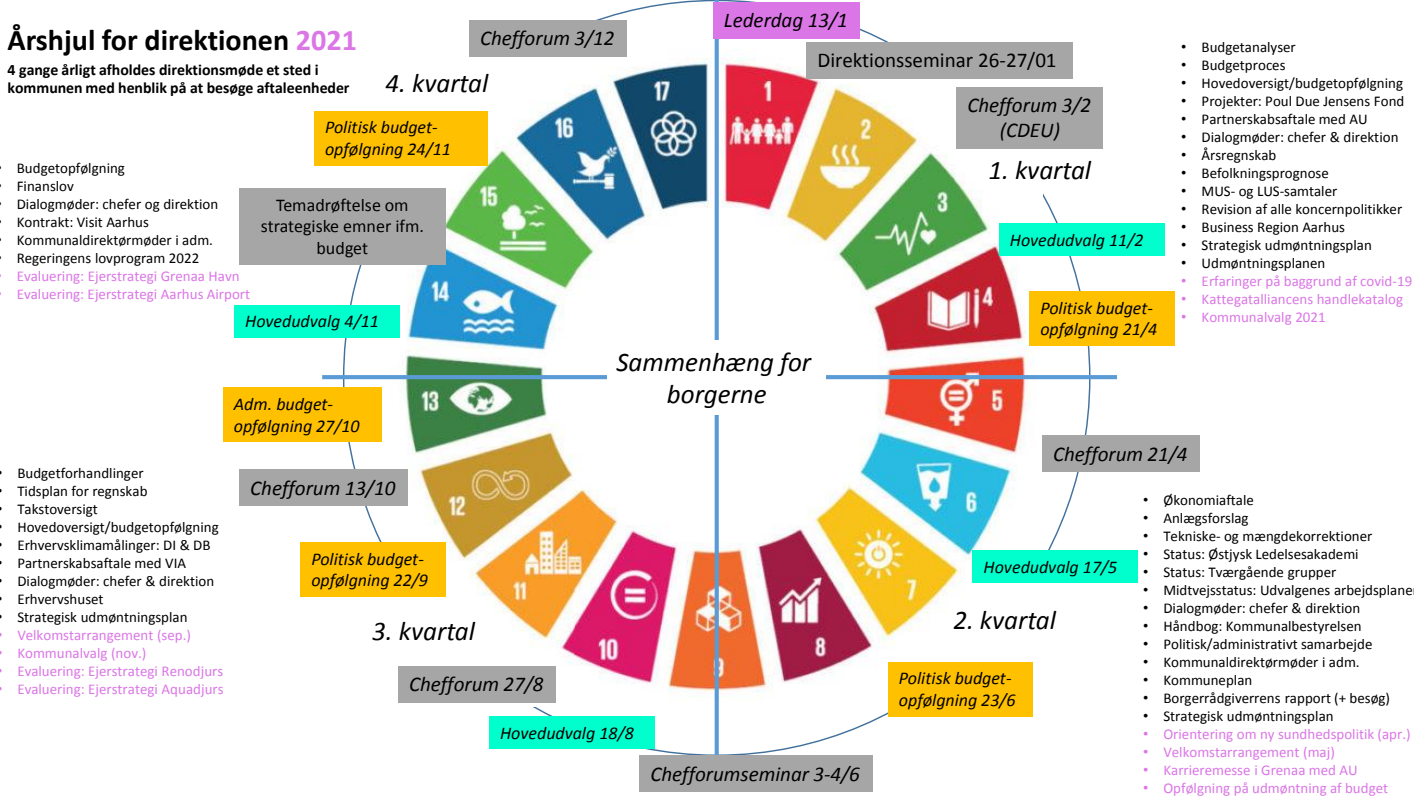 Årshjul for direktionen 2021
4 gange årligt afholdes direktionsmøde et sted i
kommunen med henblik på at besøge aftaleenheder
Lederdag 13/1
Direktionsseminar 26-27/01
Chefforum 3/2
(CDEU)
1. kvartal
Hovedudvalg 11/2
Politisk budget-
opfølgning 21/4
• Budgetanalyser
• Budgetproces
• Hovedoversigt/budgetopfølgning
• Projekter: Poul Due Jensens Fond
• Partnerskabsaftale med AU
• Dialogmøder: chefer & direktion
• Årsregnskab
• Befolkningsprognose
• MUS- og LUS-samtaler
• Revision af alle koncernpolitikker
• Business Region Aarhus
• Strategisk udmøntningsplan
• Udmøntningsplanen
• Erfaringer på baggrund af covid-19
• Kattegatalliancens handlekatalog
• Kommunalvalg 2021
Chefforum 21/4
Hovedudvalg 17/5
2. kvartal
Politisk budget-
opfølgning 23/6
Chefforumseminar 3-4/6
• Økonomiaftale
• Anlægsforslag
• Tekniske- og mængdekorrektioner
• Status: Østjysk Ledelsesakademi
• Status: Tværgående grupper
• Midtvejsstatus: Udvalgenes arbejdsplaner
• Dialogmøder: chefer & direktion
• Håndbog: Kommunalbestyrelsen
• Politisk/administrativt samarbejde
• Kommunaldirektørmøder i adm.
• Kommuneplan
• Borgerrådgiverrens rapport (+ besøg)
• Strategisk udmøntningsplan
• Orientering om ny sundhedspolitik (apr.)
• Velkomstarrangement (maj)
• Karrieremesse i Grenaa med AU
• Opfølgning på udmøntning af budget
Hovedudvalg 18/8
Chefforum 27/8
3. kvartal
Politisk budget-
opfølgning 22/9
Chefforum 13/10
Adm. budget-
opfølgning 27/10
• Budgetforhandlinger
• Tidsplan for regnskab
• Takstoversigt
• Hovedoversigt/budgetopfølgning
• Erhvervsklimamålinger: DI & DB
• Partnerskabsaftale med VIA
• Dialogmøder: chefer & direktion
• Erhvervshuset
• Strategisk udmøntningsplan
• Velkomstarrangement (sep.)
• Kommunalvalg (nov.)
• Evaluering: Ejerstrategi Renodjurs
• Evaluering: Ejerstrategi Aquadjurs
Hovedudvalg 4/11
Temadrøftelse om
strategiske emner ifm.
budget
Politisk budget-
opfølgning 24/11
4. kvartal
Chefforum 3/12
• Budgetopfølgning
• Finanslov
• Dialogmøder: chefer og direktion
• Kontrakt: Visit Aarhus
• Kommunaldirektørmøder i adm.
• Regeringens lovprogram 2022
• Evaluering: Ejerstrategi Grenaa Havn
• Evaluering: Ejerstrategi Aarhus Airport
Sammenhæng for
borgerne
1
2
3
4
5
6
7
8
9
10
11
12
13
14
15
16
17